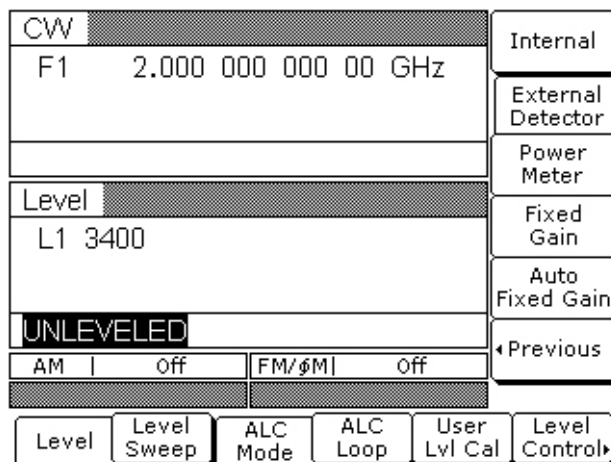 CW
F1 2.000 000 000 00 GHz
Level
L1 3400
UNLEVELED
AM | Off
FM/ɸM| Off
Internal
External
Detector
Power
Meter
Fixed
Gain
Auto
Fixed Gain
◂Previous
Level
Level
Sweep
ALC
Mode
ALC
Loop
User
Lvl Cal
Level
Control▸